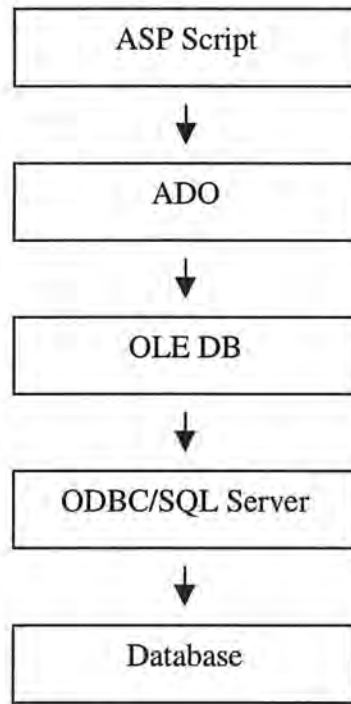 ASP Script
ADO
OLE DB
ODBC/SQL Server
Database